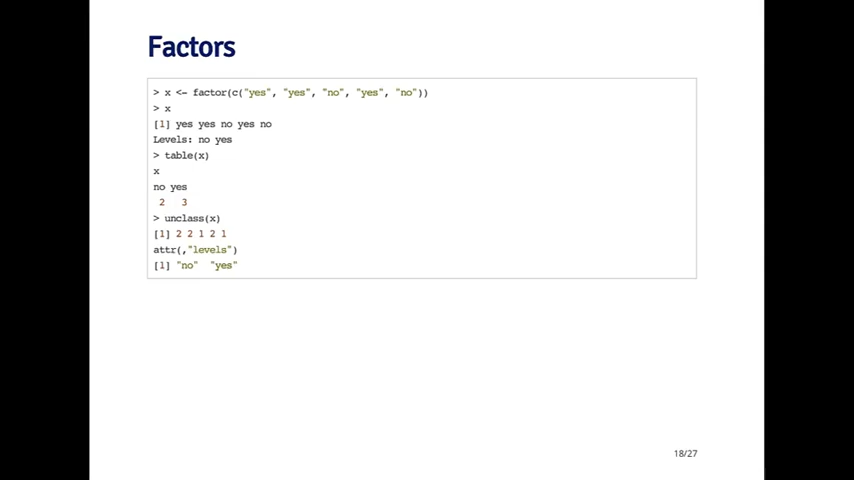 Factors
> x <- factor(c("yes", "yes", "no", "yes", "no"))
> x
[1] yes yes no yes no
Levels: no yes
> table(x)
x
no yes
2 3
> unclass(x)
[1] 2 2 1 2 1
attr(,"levels")
[1] "no" "yes"
18/27